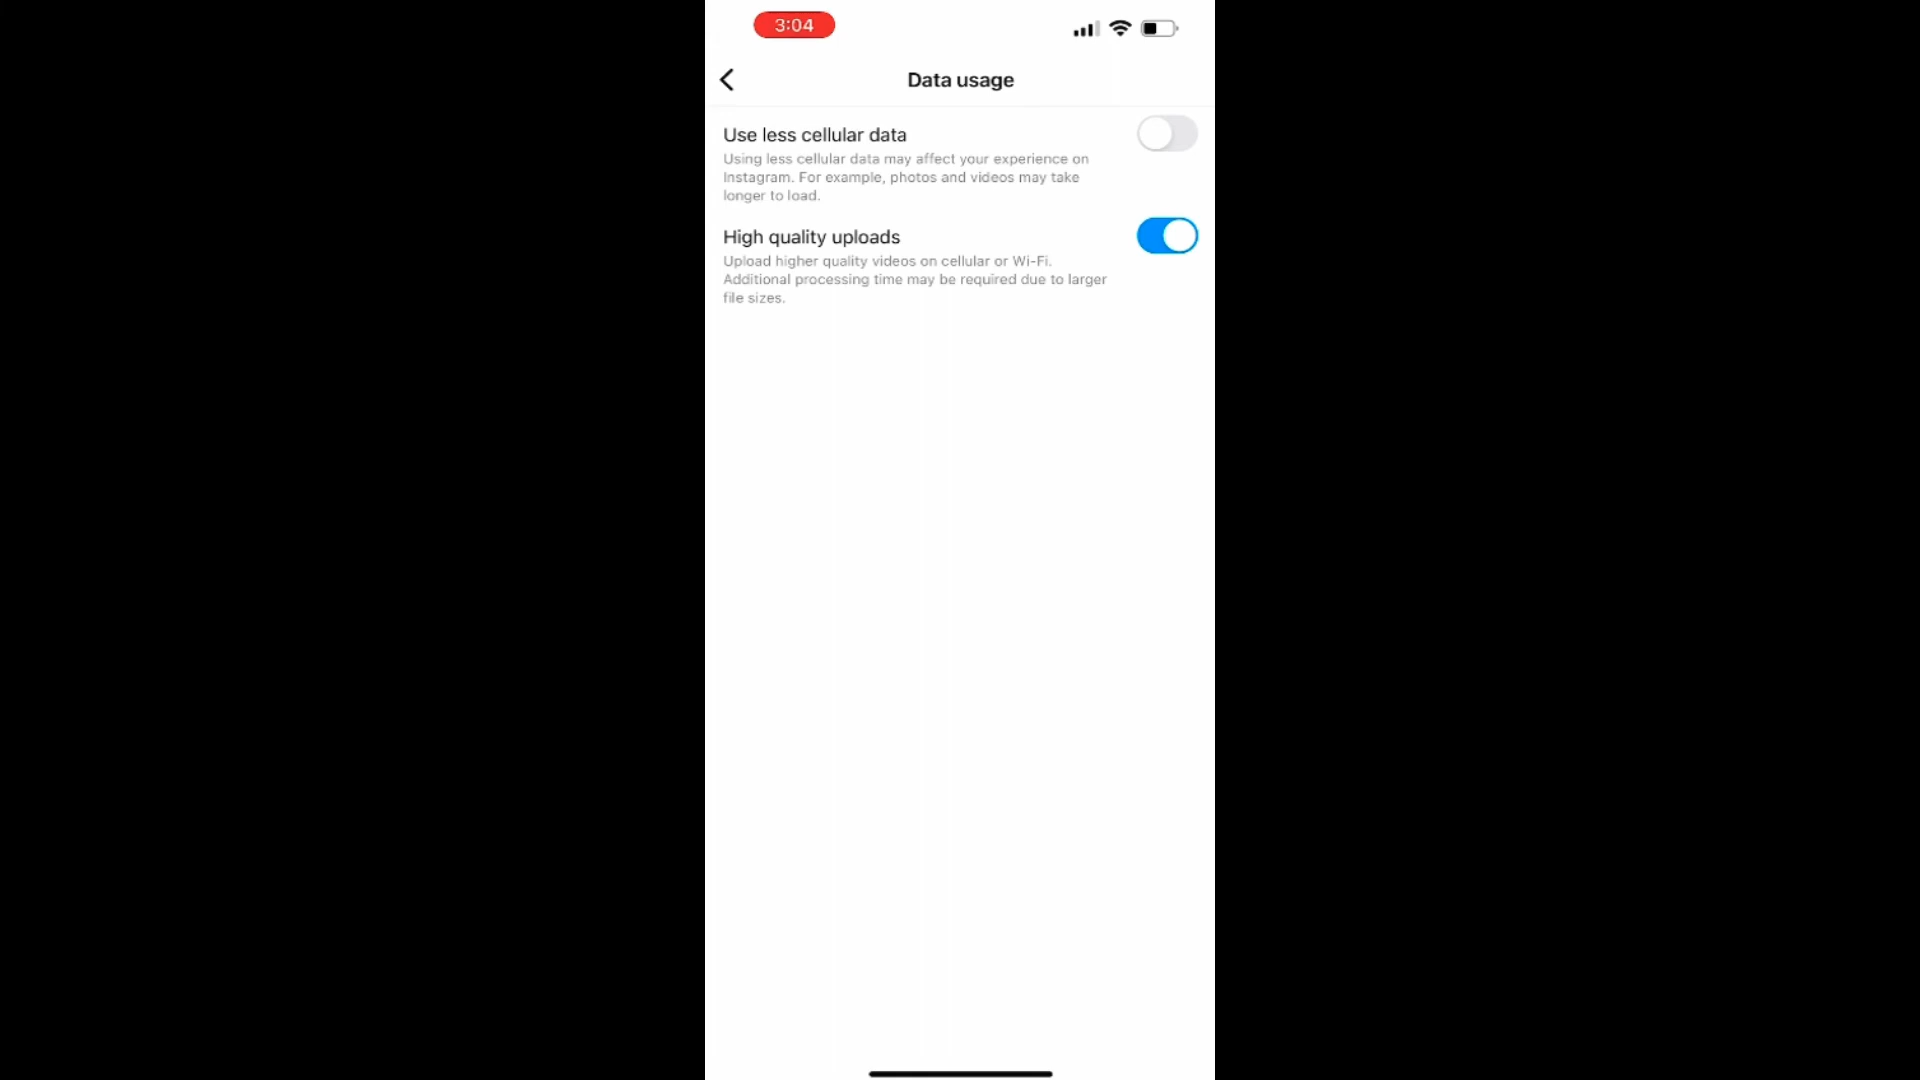 3:04
Data usage
Use less cellular data
Using less cellular data may affect your experience on
Instagram. For example, photos and videos may take
longer to load.
High quality uploads
Upload higher quality videos on cellular or Wi-Fi.
Additional processing time may be required due to larger
file sizes.